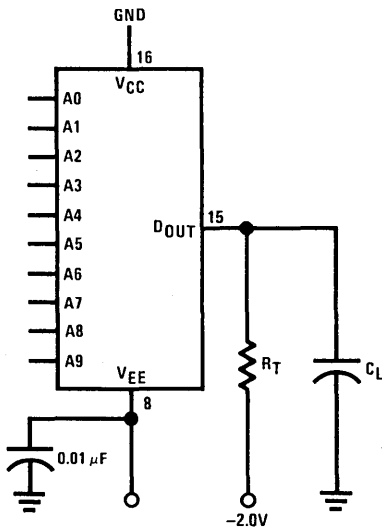 GND
16
VCC
A0
A1
A2
A3
A4
A5
A6
A7
A8
A9
DOUT
15
RT
CL
VEE
8
0.01 μF
–2.0V